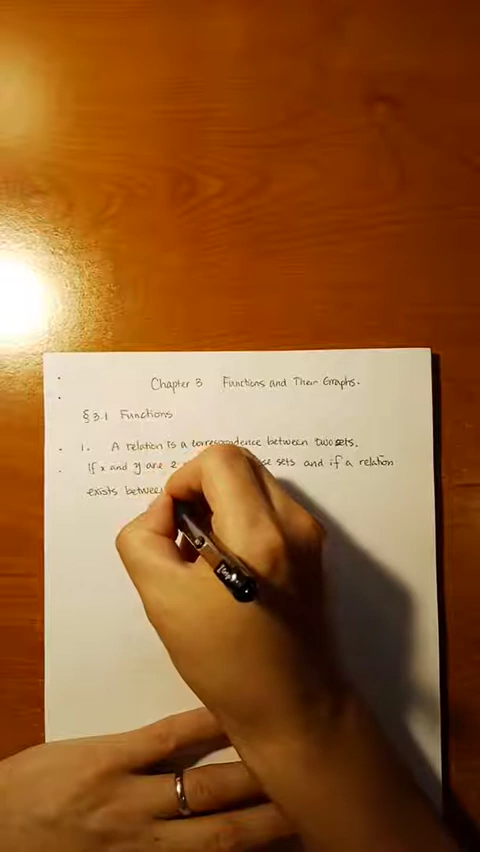 Chapter 3 Functions and Their Graphs.
§ 3.1 Functions
1. A relation is a correspondence between two sets.
If x and y are 2 se sets and if a relation
exists between